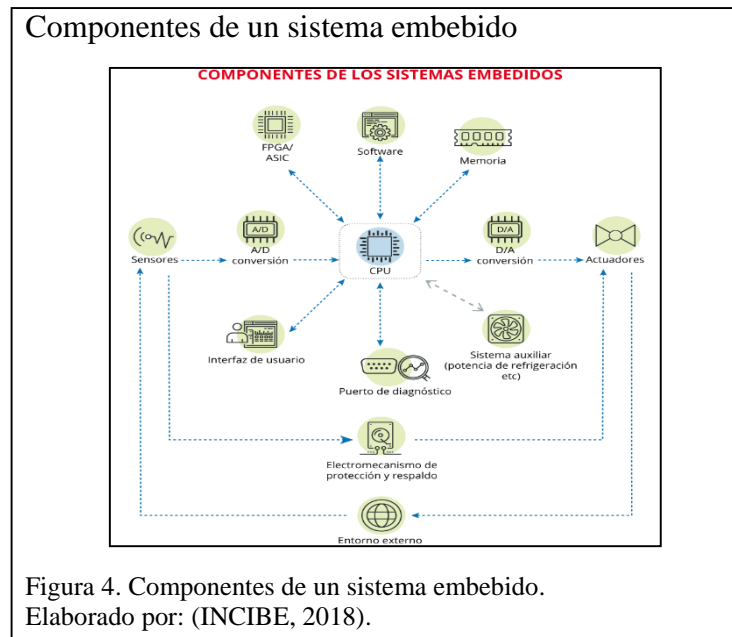 Componentes de un sistema embebido
COMPONENTES DE LOS SISTEMAS EMBEDIDOS
FPGA/
ASIC
Software
Memoria
Sensores
A/D
A/D
conversión
CPU
D/A
D/A
conversión
Actuadores
Interfaz de usuario
Puerto de diagnóstico
Sistema auxiliar
(potencia de refrigeración
etc)
Electromecanismo de
protección y respaldo
Entorno externo
Figura 4. Componentes de un sistema embebido.
Elaborado por: (INCIBE, 2018).